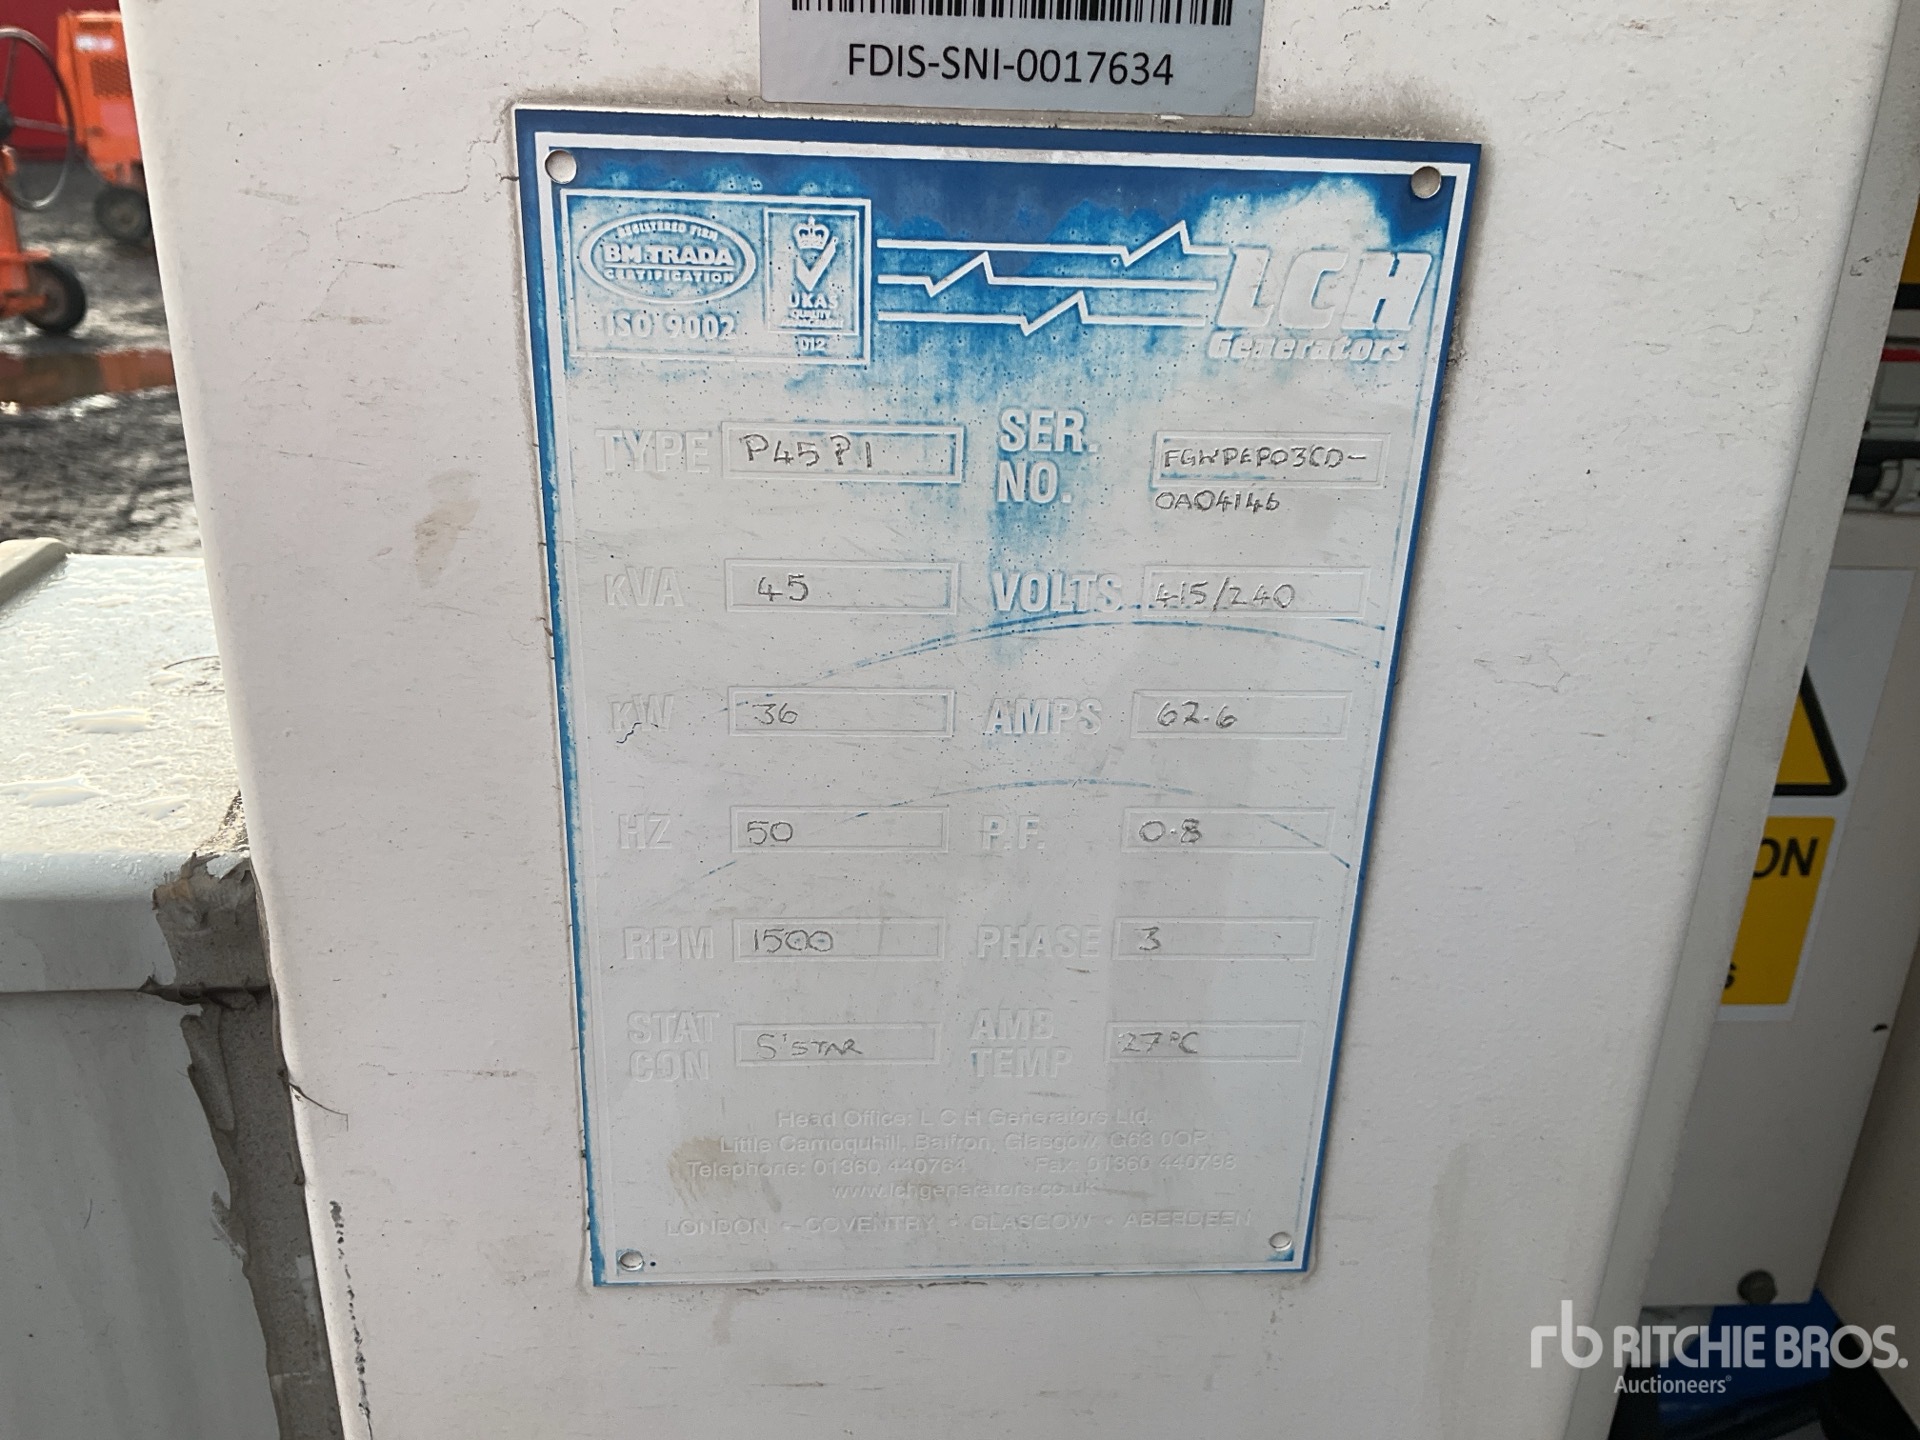 FDIS-SNI-0017634
REGISTERED FIRM
BM TRADA
CERTIFICATION
ISO 9002
UKAS
QUALITY
MANAGEMENT
012
LCH
Generators
TYPE P45P1
SER. NO. FGWPEP03CD-
OA04146
KVA 45 VOLTS 415/240
KW 36 AMPS 62.6
HZ 50 P.F. 0.8
RPM 1500 PHASE 3
STAT CON S'STAR
AMB. TEMP 27°C
Head Office: L C H Generators Ltd.
Little Camoquhill, Balfron, Glasgow. G63 0QP
Telephone: 01360 440764 Fax: 01360 440798
www.lchgenerators.co.uk
LONDON - COVENTRY • GLASGOW • ABERDEEN
ON
S
rb RITCHIE BROS.
Auctioneers